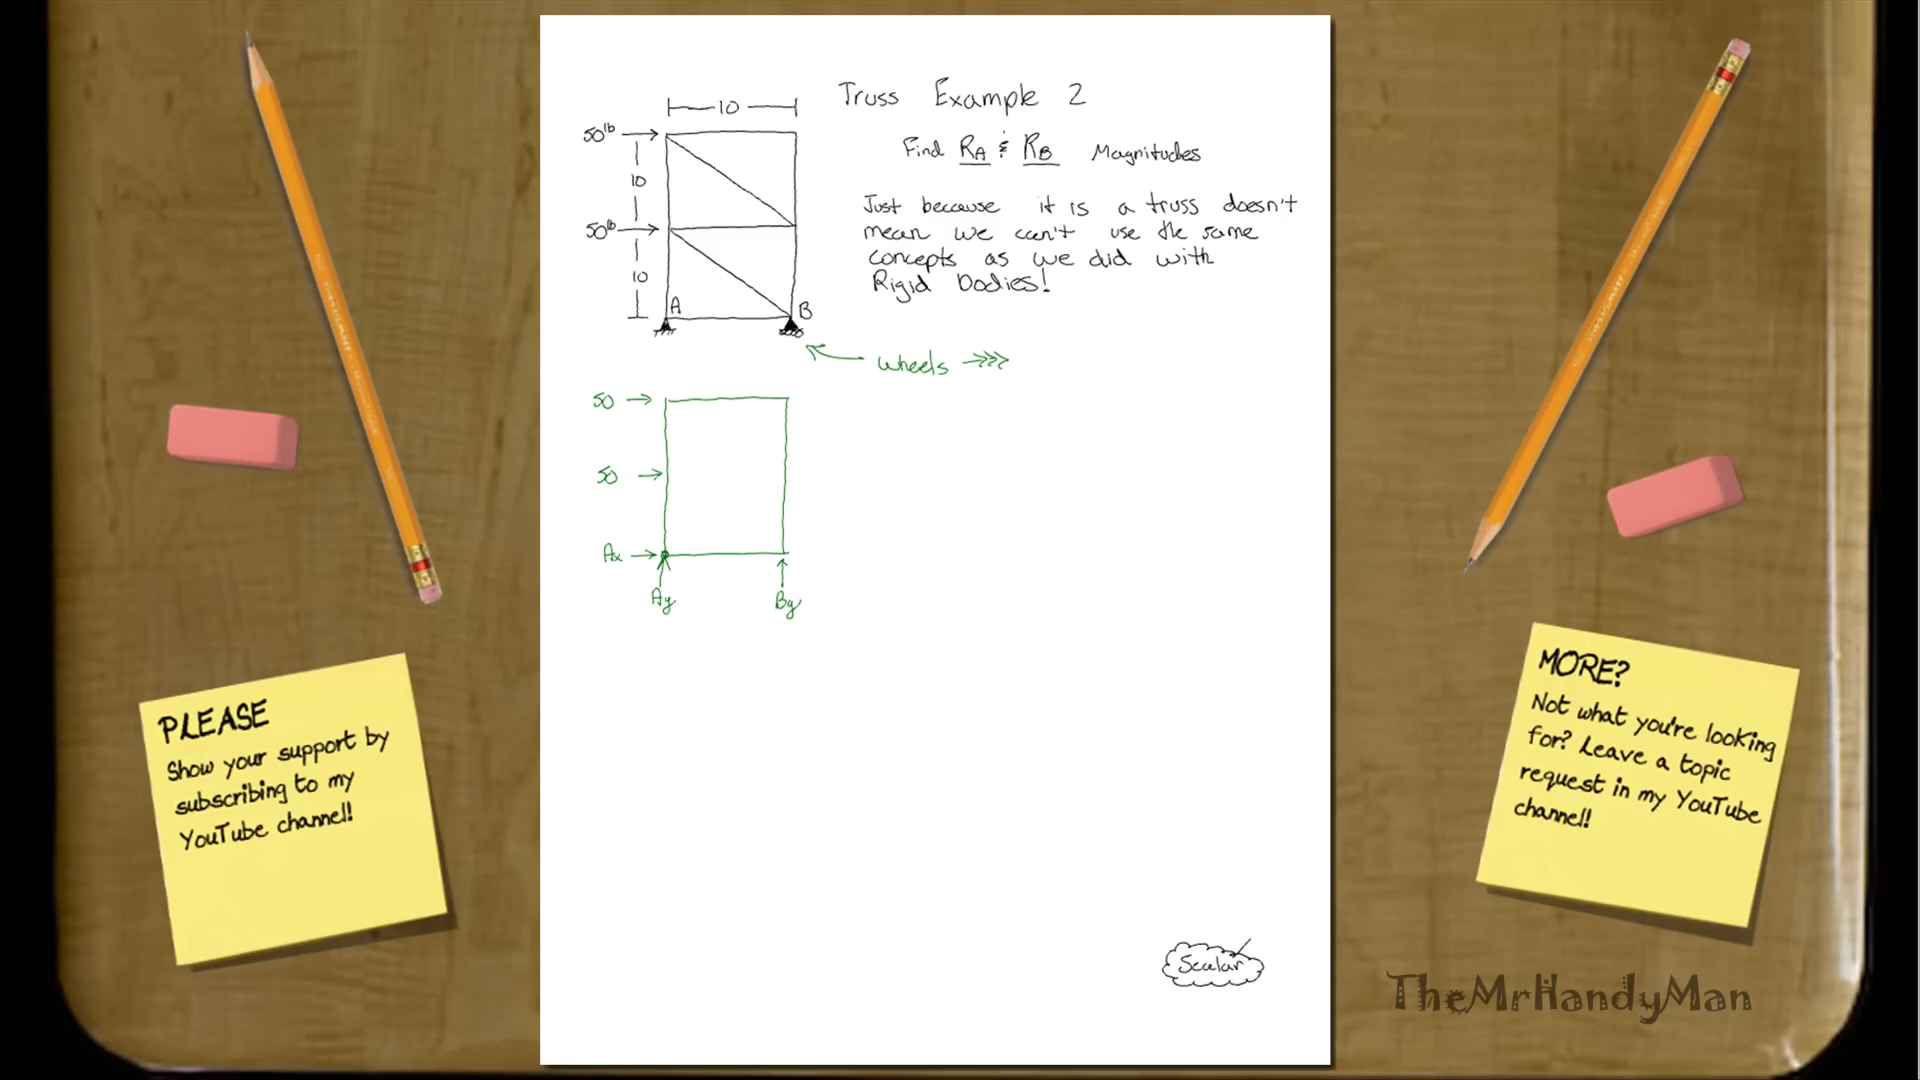 Truss Example 2
Find RA & RB Magnitudes
Just because it is a truss doesn't
mean we can't use the same
concepts as we did with
Rigid bodies!
10
50lb
10
50lb
10
A
B
wheels
50
50
Ax
Ay
By
Scalar
PLEASE
Show your support by
subscribing to my
YouTube channel!
MORE?
Not what you're looking
for? Leave a topic
request in my YouTube
channel!
TheMrHandyMan